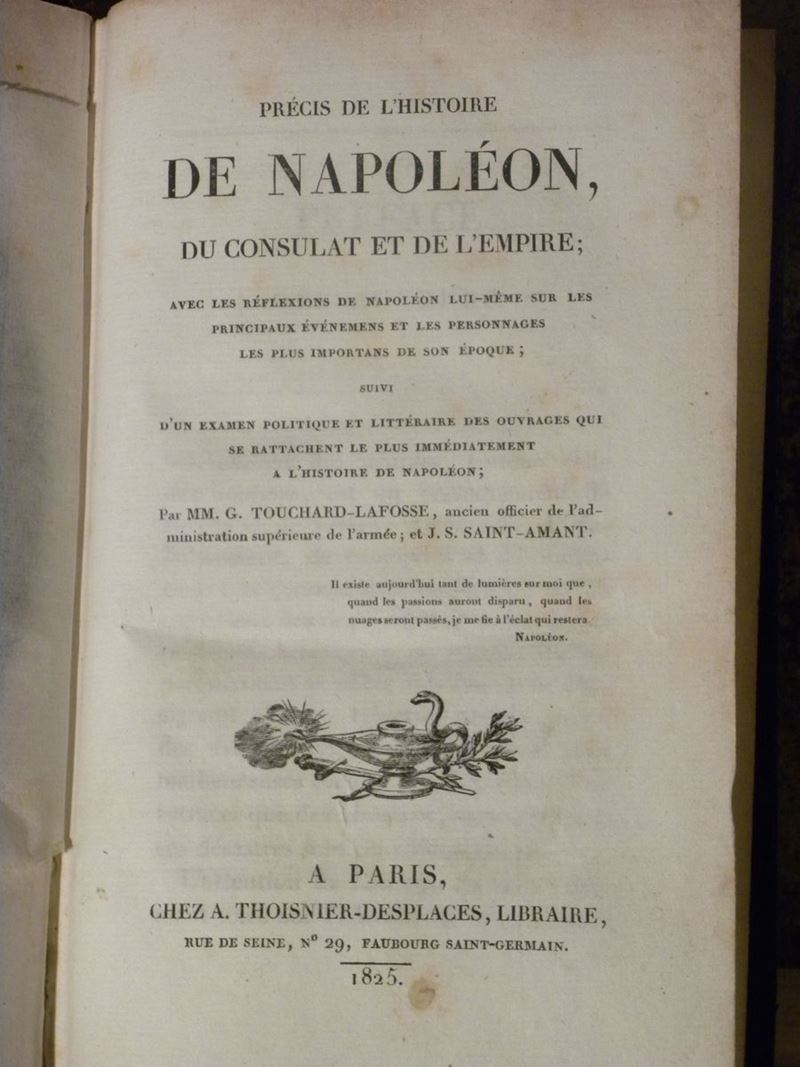 PRÉCIS DE L'HISTOIRE
DE NAPOLÉON,
DU CONSULAT ET DE L'EMPIRE;
AVEC LES RÉFLEXIONS DE NAPOLÉON LUI-MÊME SUR LES
PRINCIPAUX ÉVÉNEMENS ET LES PERSONNAGES
LES PLUS IMPORTANS DE SON ÉPOQUE;
SUIVI
D'UN EXAMEN POLITIQUE ET LITTÉRAIRE DES OUVRAGES QUI
SE RATTACHENT LE PLUS IMMÉDIATEMENT
A L'HISTOIRE DE NAPOLÉON;
Par MM. G. TOUCHARD-LAFOSSE, ancien officier de l'ad-
ministration supérieure de l'armée; et J. S. SAINT-AMANT.
Il existe aujourd'hui tant de lumières sur moi que,
quand les passions auront disparu, quand les
nuages seront passés, je me fie à l'éclat qui restera.
NAPOLÉON.
A PARIS,
CHEZ A. THOISNIER-DESPLACES, LIBRAIRE,
RUE DE SEINE, N° 29, FAUBOURG SAINT-GERMAIN.
1825.